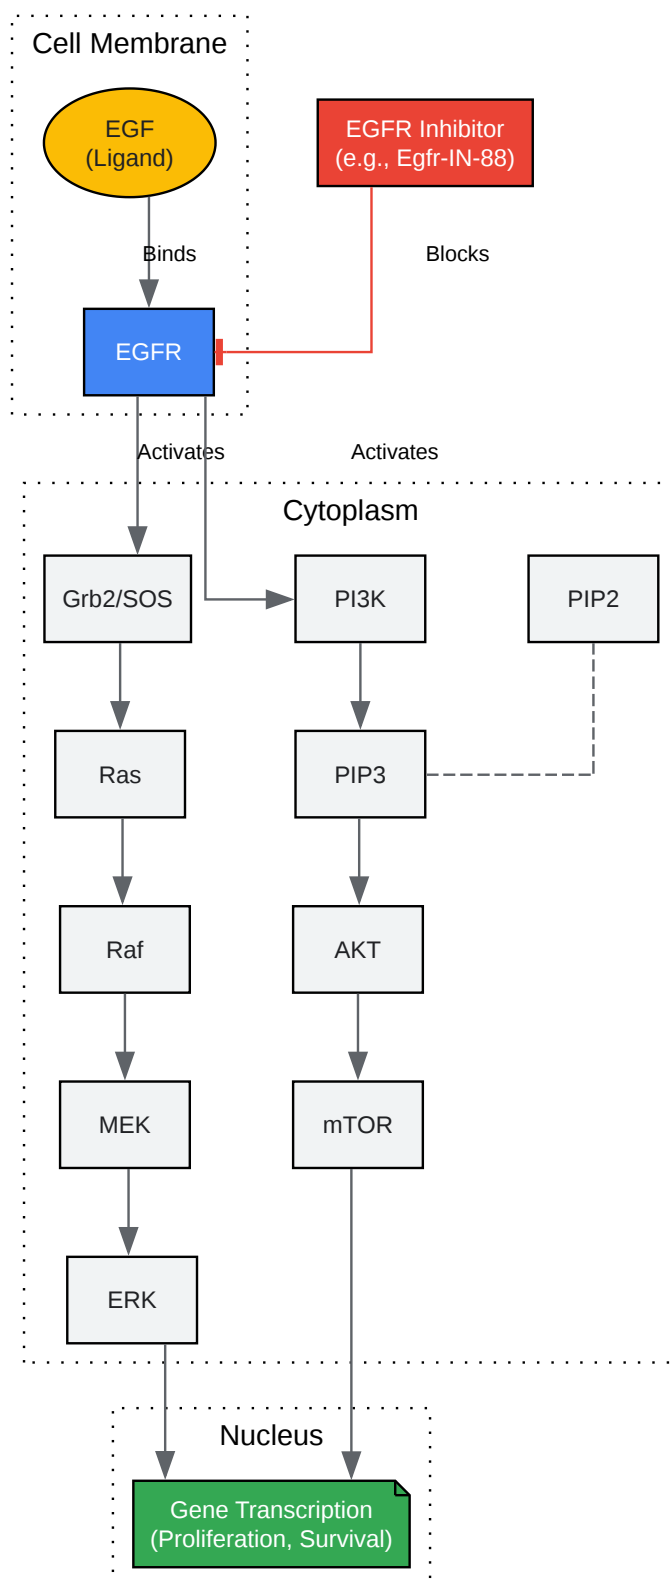 Cell Membrane
EGF
(Ligand)
EGFR Inhibitor
(e.g., Egfr-IN-88)
Binds
Blocks
EGFR
Activates
Activates
Cytoplasm
Grb2/SOS
PI3K
PIP2
Ras
PIP3
Raf
AKT
MEK
mTOR
ERK
Nucleus
Gene Transcription
(Proliferation, Survival)